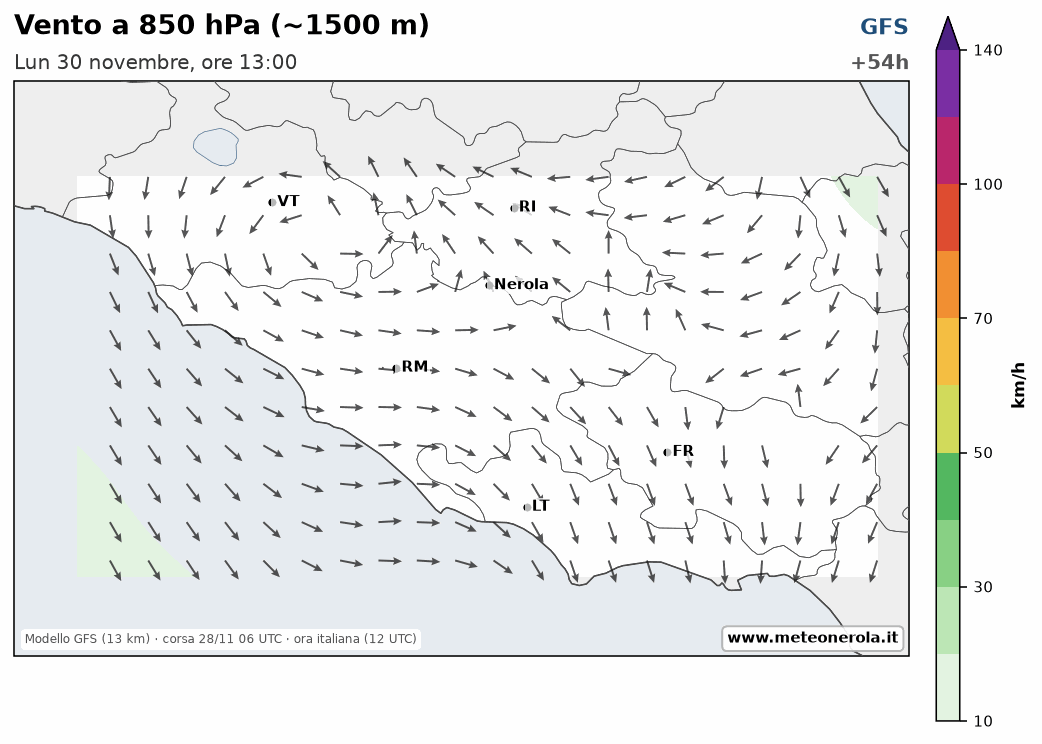 Vento a 850 hPa (~1500 m)
GFS
Lun 30 novembre, ore 13:00
+54h
VT
RI
Nerola
RM
FR
LT
Modello GFS (13 km) · corsa 28/11 06 UTC · ora italiana (12 UTC)
www.meteonerola.it
140
100
70
50
30
10
km/h